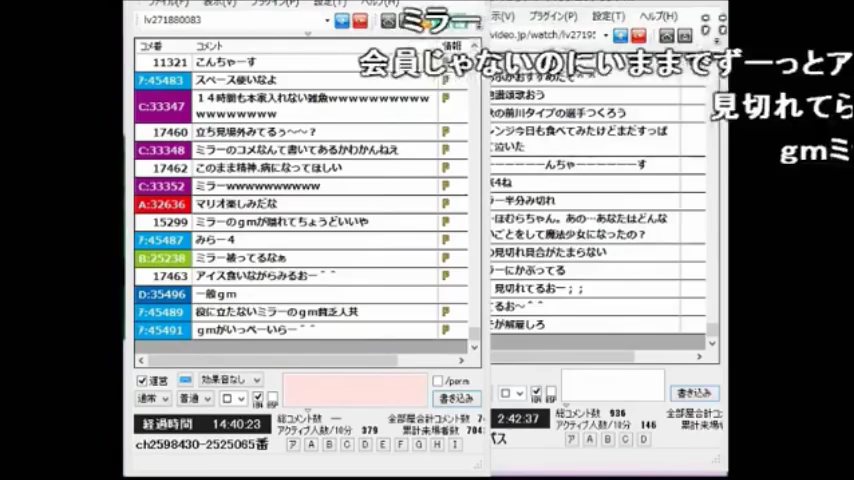 ミラー
会員じゃないのにいままでずーっとア
見切れてら
gmミ
lv271880083
コメ番 コメント 情報
11321 こんちゃーす
ｱ:45483 スペース使いなよ
C:33347 １４時間も本家入れない雑魚wwwwwwwwwww
wwwwwwwww
17460 立ち見場外みてるぅ～～？
C:33348 ミラーのコメなんて書いてあるかわかんねえ
17462 このまま精神.病になってほしい
C:33352 ミラーwwwwwwwwww
A:32636 マリオ楽しみだな
15299 ミラーのｇｍが隠れてちょうどいいや
ｱ:45487 みらー４
B:25238 ミラー被ってるなぁ
17463 アイス食いながらみるおー＾＾
D:35496 一般ｇｍ
ｱ:45489 役に立たないミラーのｇｍ貧乏人共
ｱ:45491 ｇｍがいっぺーいらー＾＾
運営 効果音なし /perm
通常 普通 書き込み
経過時間 14:40:23
総コメント数 ―
アクティブ人数/10分 379
全部屋合計コメント数
累計来場者数
ch2598430-2525065番
ア A B C D E F G H I
示(V) プラグイン(P) 設定(T) ヘルプ(H)
video.jp/watch/lv2719
選頌歌おう
の前川タイプの選手つくろう
レンジ今日も食べてみたけどまだすっぱ
て泣いた
ーーーーーーんちゃーーーーーーす
素4ね
ラー半分み切れ
ーほむらちゃん。あの…あなたはどんな
いごとをして魔法少女になったの？
の見切れ具合がたまらない
ラーにかぶってる
見切れてるおー；；
るお～＾＾
そが解雇しろ
書き込み
2:42:37
総コメント数 936
アクティブ人数/10分 146
全部屋合計コメ
累計来場者数
パス
ア A B C D